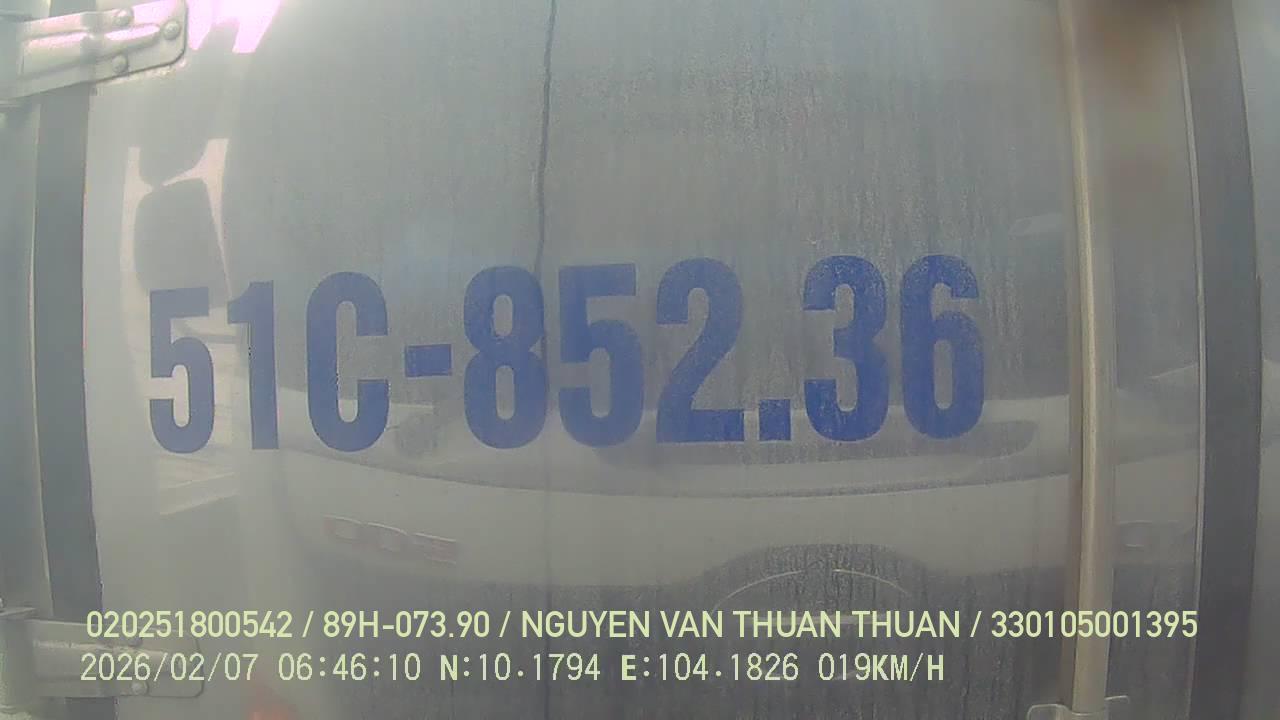 51C-852.36
020251800542 / 89H-073.90 / NGUYEN VAN THUAN THUAN / 330105001395
2026/02/07 06:46:10 N:10.1794 E:104.1826 019KM/H